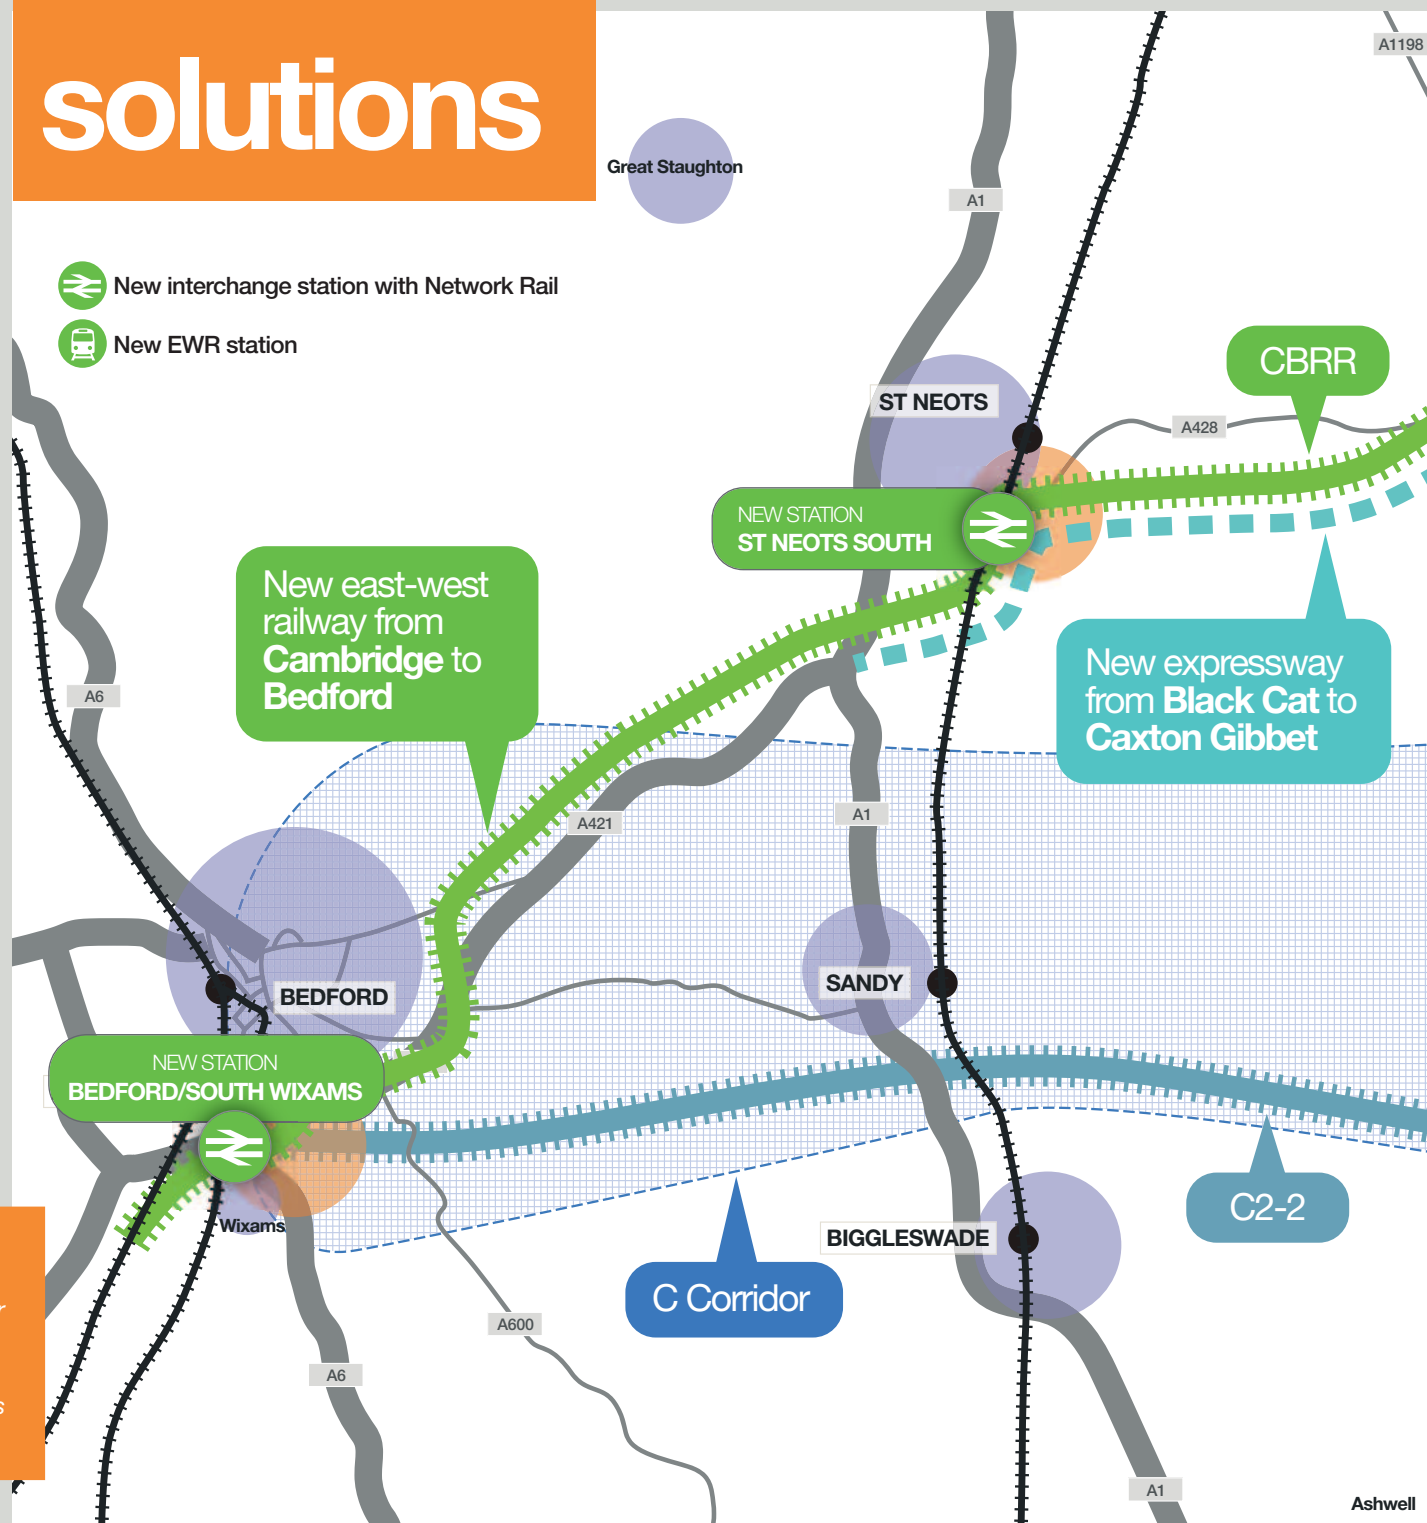 solutions
A1198
Great Staughton
A1
New interchange station with Network Rail
New EWR station
CBRR
ST NEOTS
A428
NEW STATION
ST NEOTS SOUTH
New east-west
railway from
Cambridge to
Bedford
New expressway
from Black Cat to
Caxton Gibbet
A6
A421
A1
SANDY
BEDFORD
NEW STATION
BEDFORD/SOUTH WIXAMS
Wixams
C2-2
BIGGLESWADE
C Corridor
A600
A6
A1
Ashwell